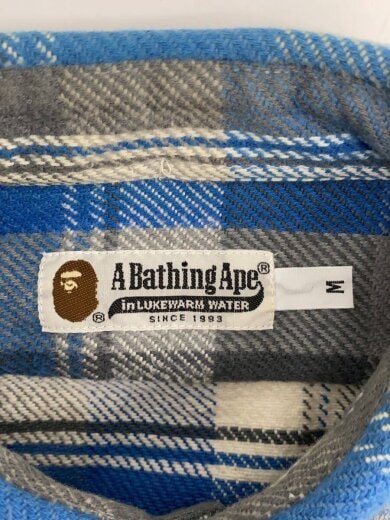 A Bathing Ape®
in LUKEWARM WATER
SINCE 1993
®
M